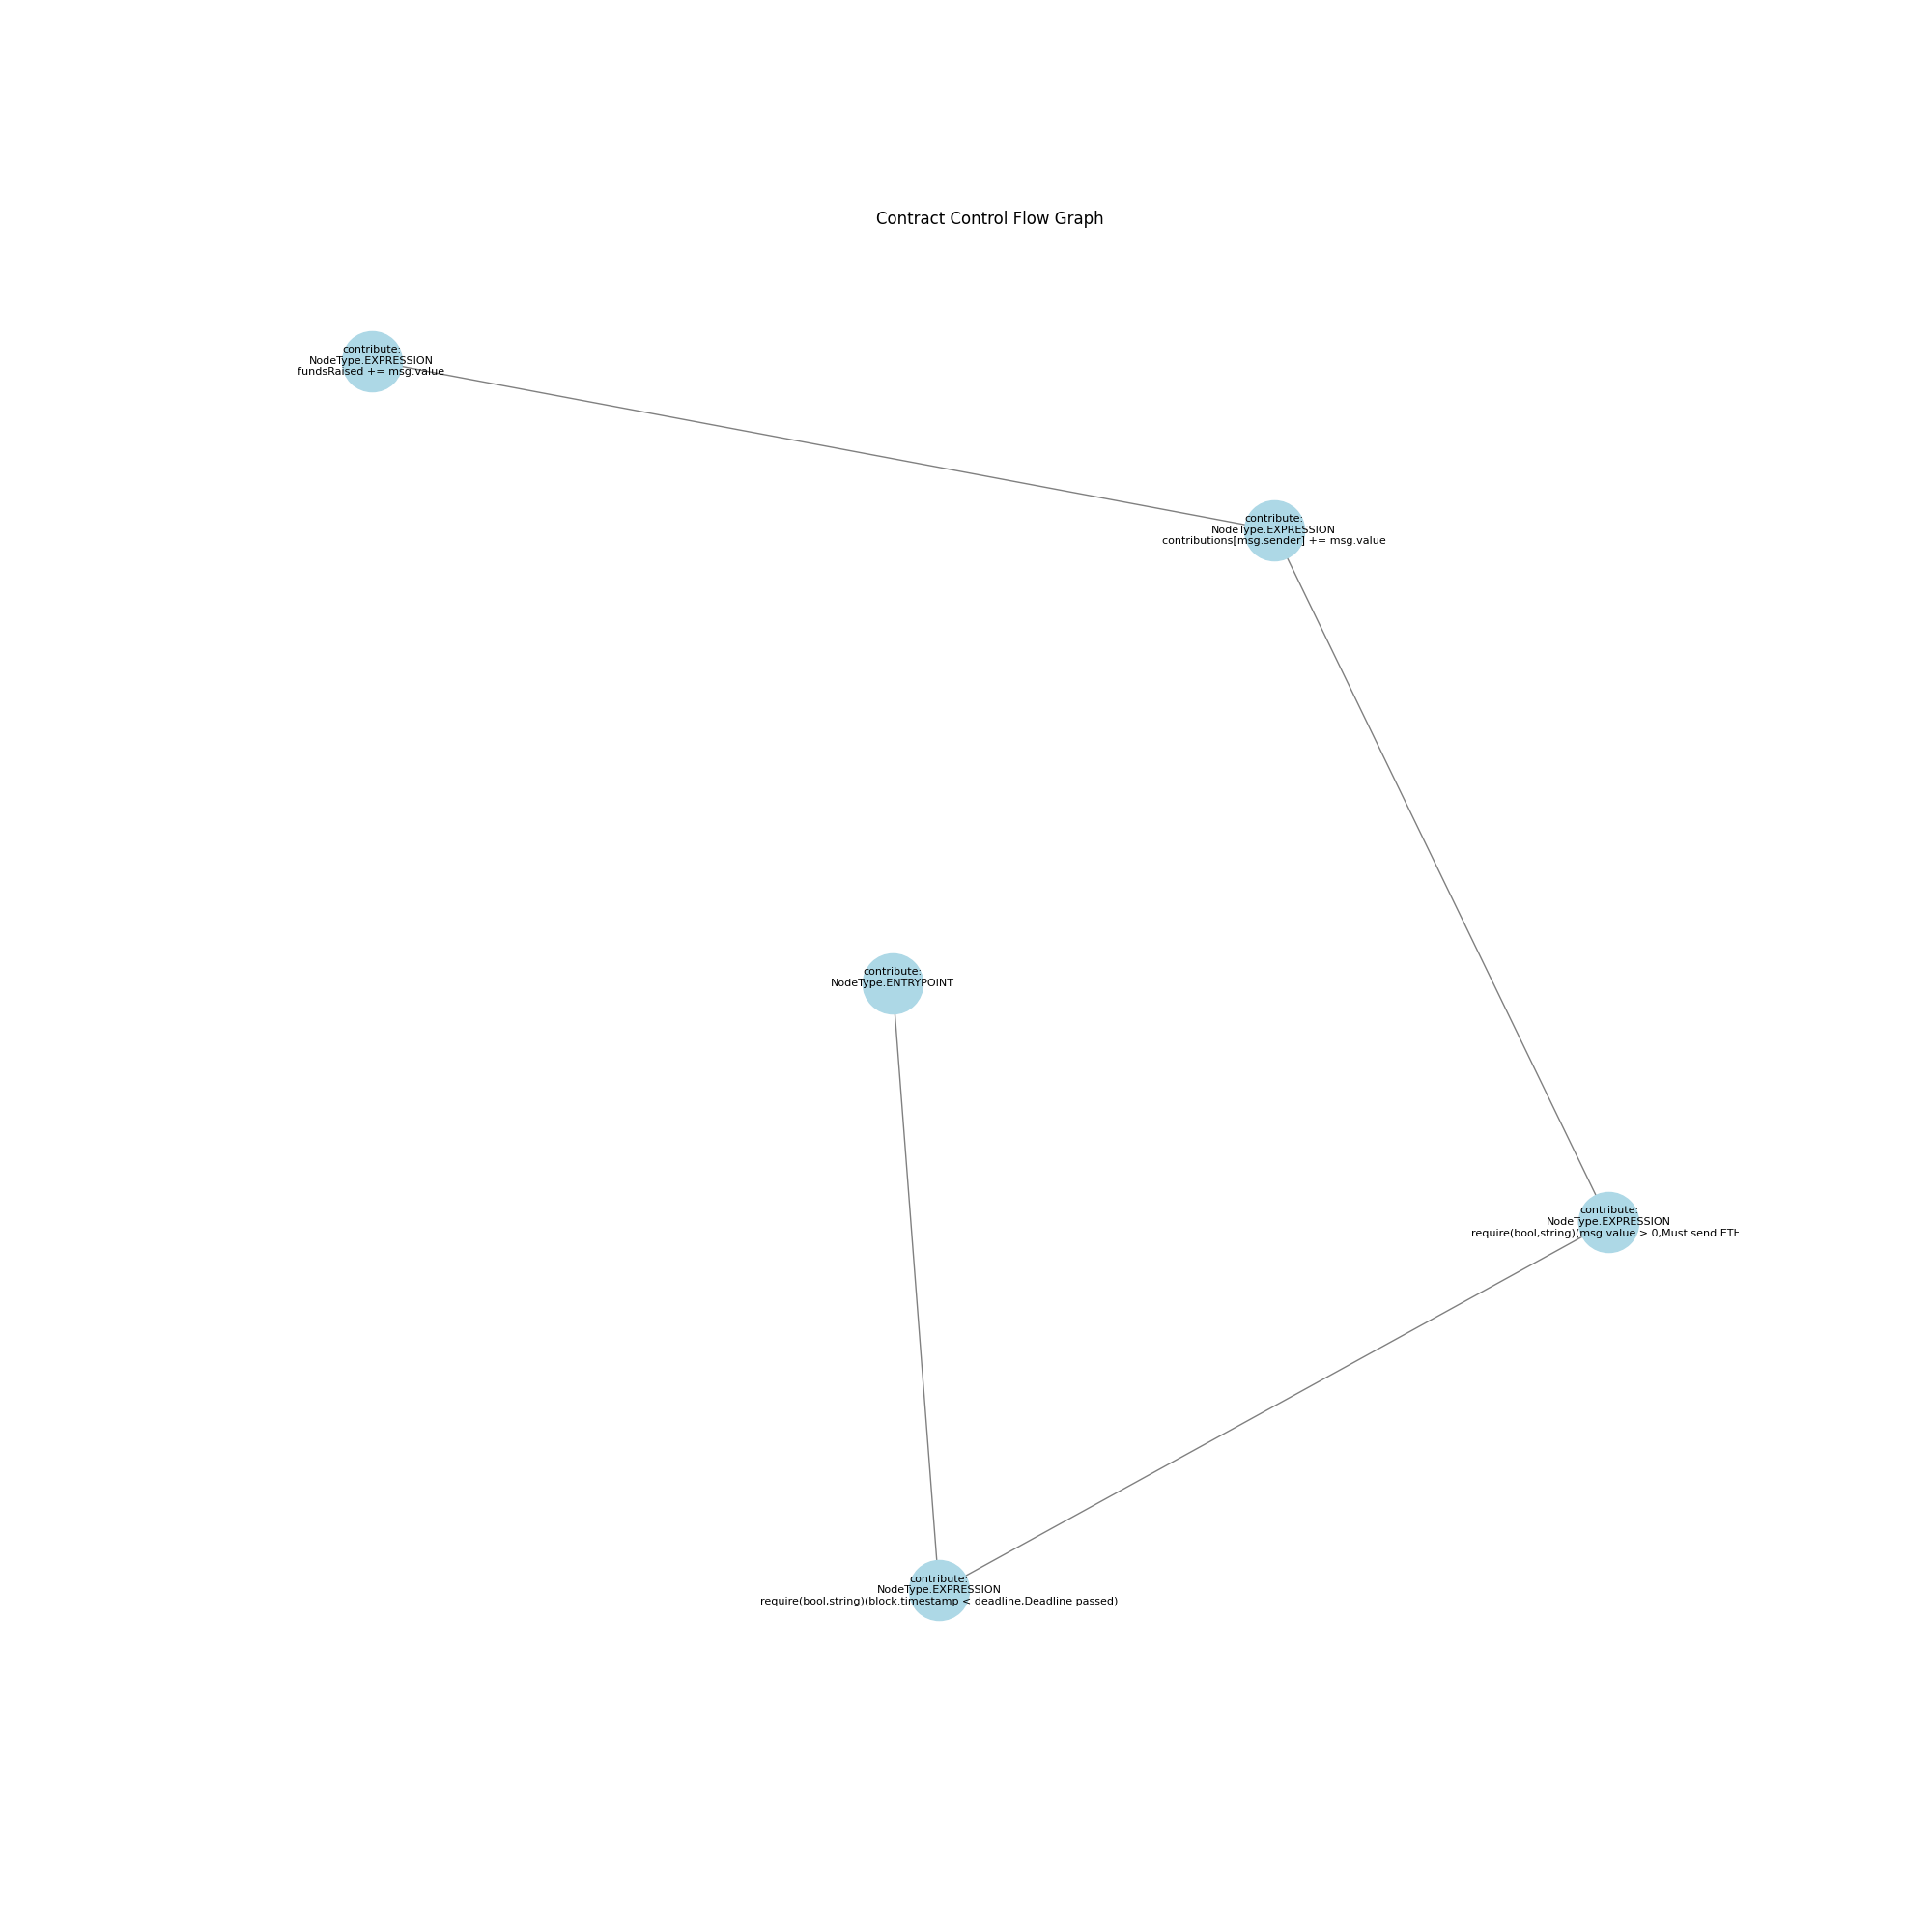 Contract Control Flow Graph
contribute:
NodeType.EXPRESSION
fundsRaised += msg.value
contribute:
NodeType.EXPRESSION
contributions[msg.sender] += msg.value
contribute:
NodeType.ENTRYPOINT
contribute:
NodeType.EXPRESSION
require(bool,string)(msg.value > 0,Must send ETH
contribute:
NodeType.EXPRESSION
require(bool,string)(block.timestamp < deadline,Deadline passed)